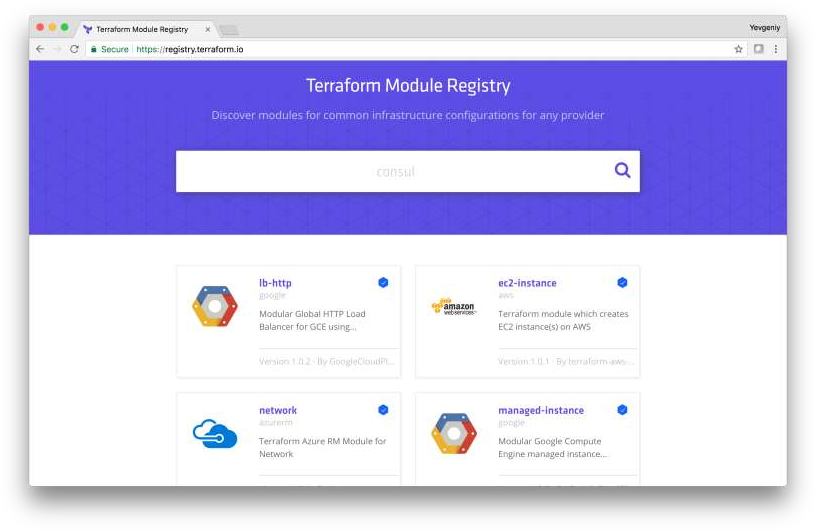 Terraform Module Registry
Yevgeniy
Secure https://registry.terraform.io
Terraform Module Registry
Discover modules for common infrastructure configurations for any provider
consul
lb-http
google
Modular Global HTTP Load
Balancer for GCE using...
Version 1.0.2 · By GoogleCloudPl...
ec2-instance
aws
amazon
webservices™
Terraform module which creates
EC2 instance(s) on AWS
Version 1.0.1 · By terraform-aws-...
network
azurerm
Terraform Azure RM Module for
Network
managed-instance
google
Modular Google Compute
Engine managed instance...